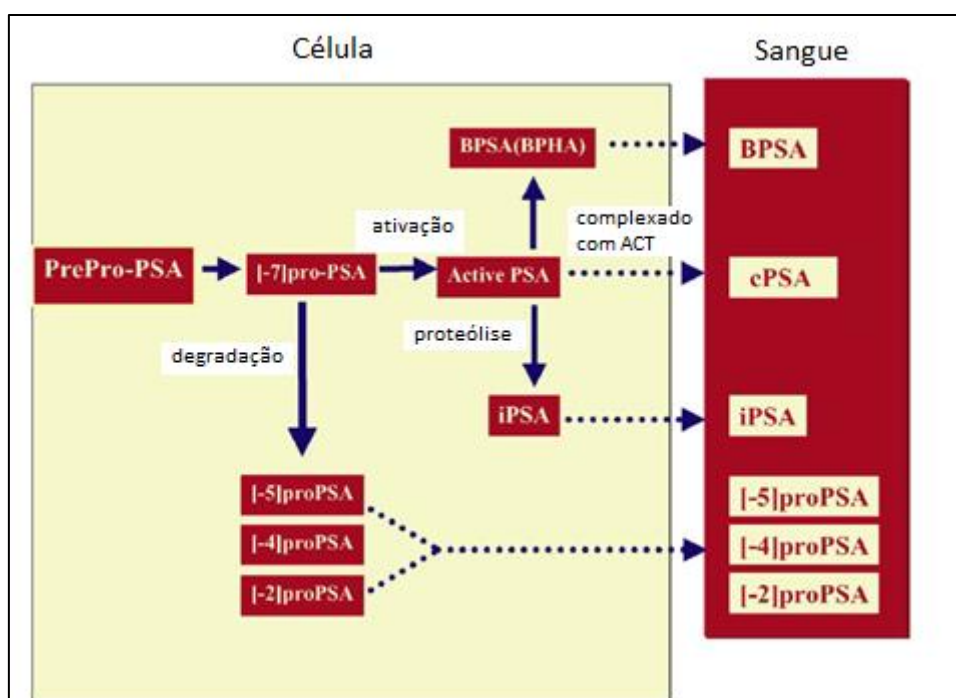 Célula
Sangue
BPSA(BPHA)
BPSA
ativação
complexado
com ACT
PrePro-PSA
[-7]pro-PSA
Active PSA
cPSA
degradação
proteólise
iPSA
iPSA
[-5]proPSA
[-4]proPSA
[-2]proPSA
[-5]proPSA
[-4]proPSA
[-2]proPSA